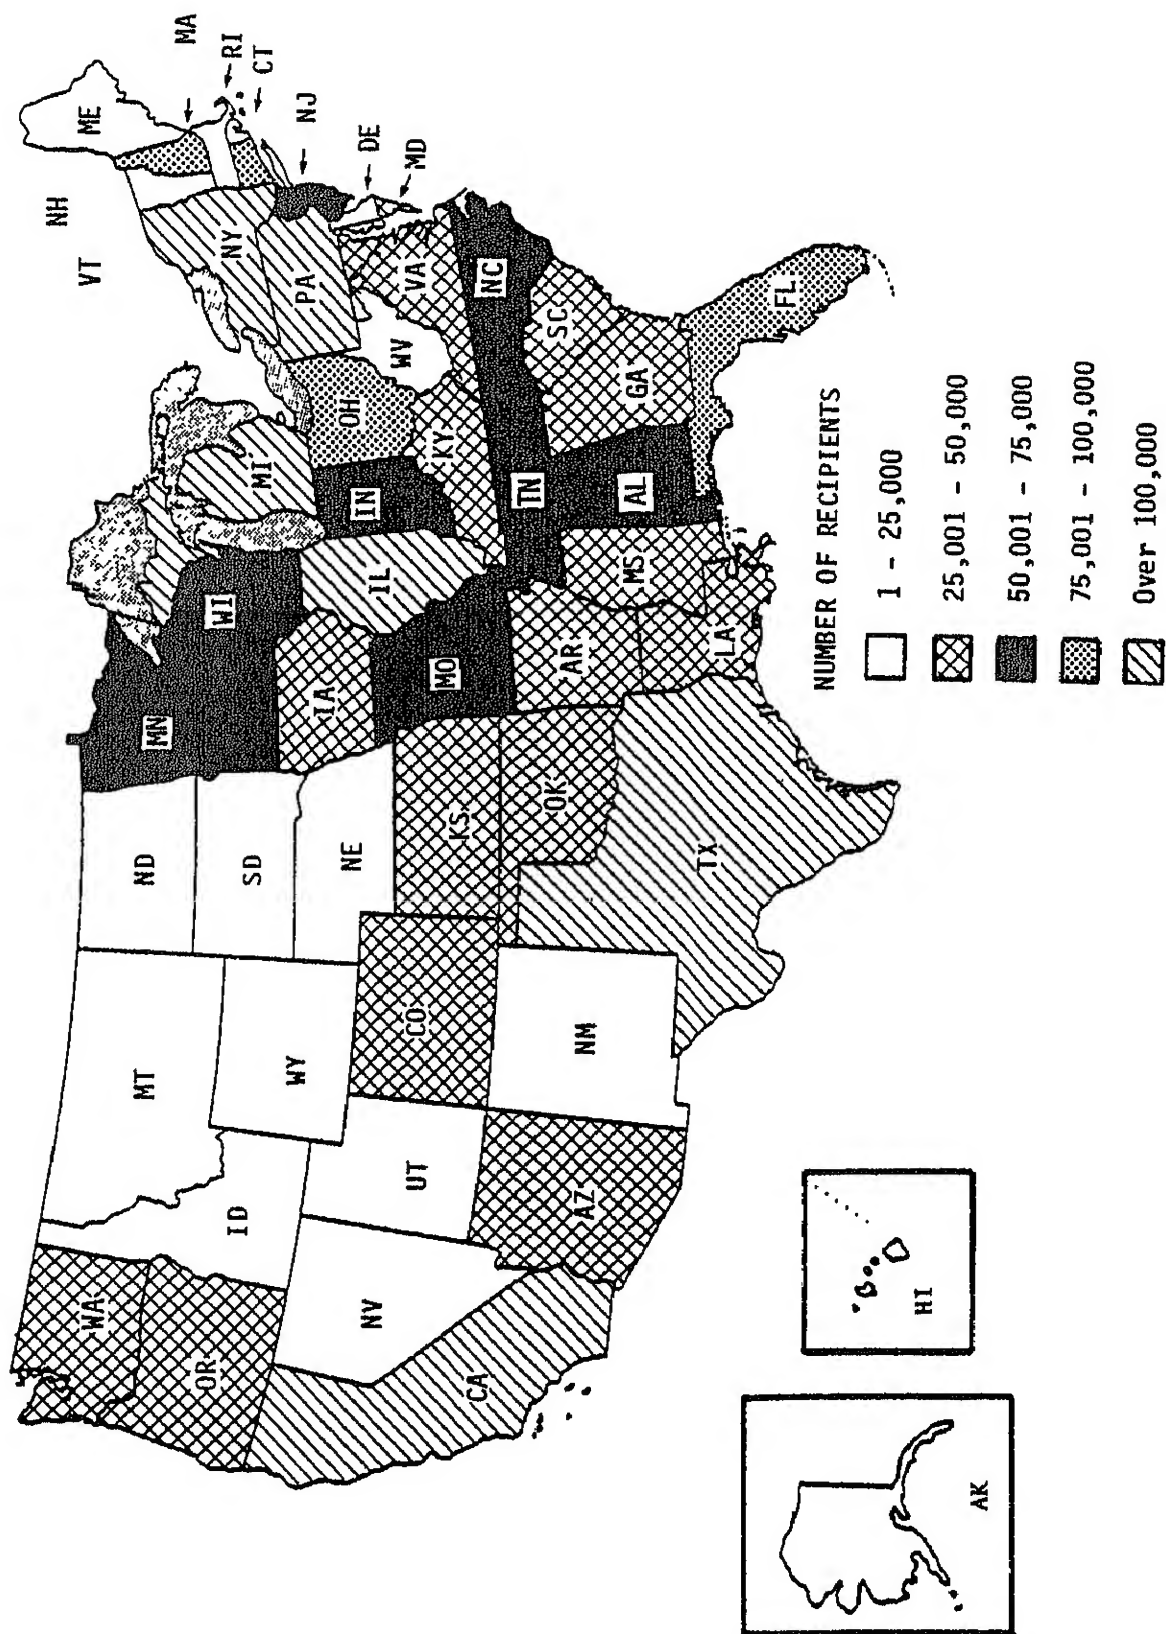 WA
OR
CA
NV
ID
MT
WY
UT
AZ
CO
NM
ND
SD
NE
KS
OK
TX
MN
IA
MO
AR
LA
WI
IL
MS
MI
IN
KY
TN
AL
OH
WV
VA
NC
SC
GA
FL
PA
NY
VT
NH
ME
MA
RI
CT
NJ
DE
MD
AK
HI
NUMBER OF RECIPIENTS
1 - 25,000
25,001 - 50,000
50,001 - 75,000
75,001 - 100,000
Over 100,000